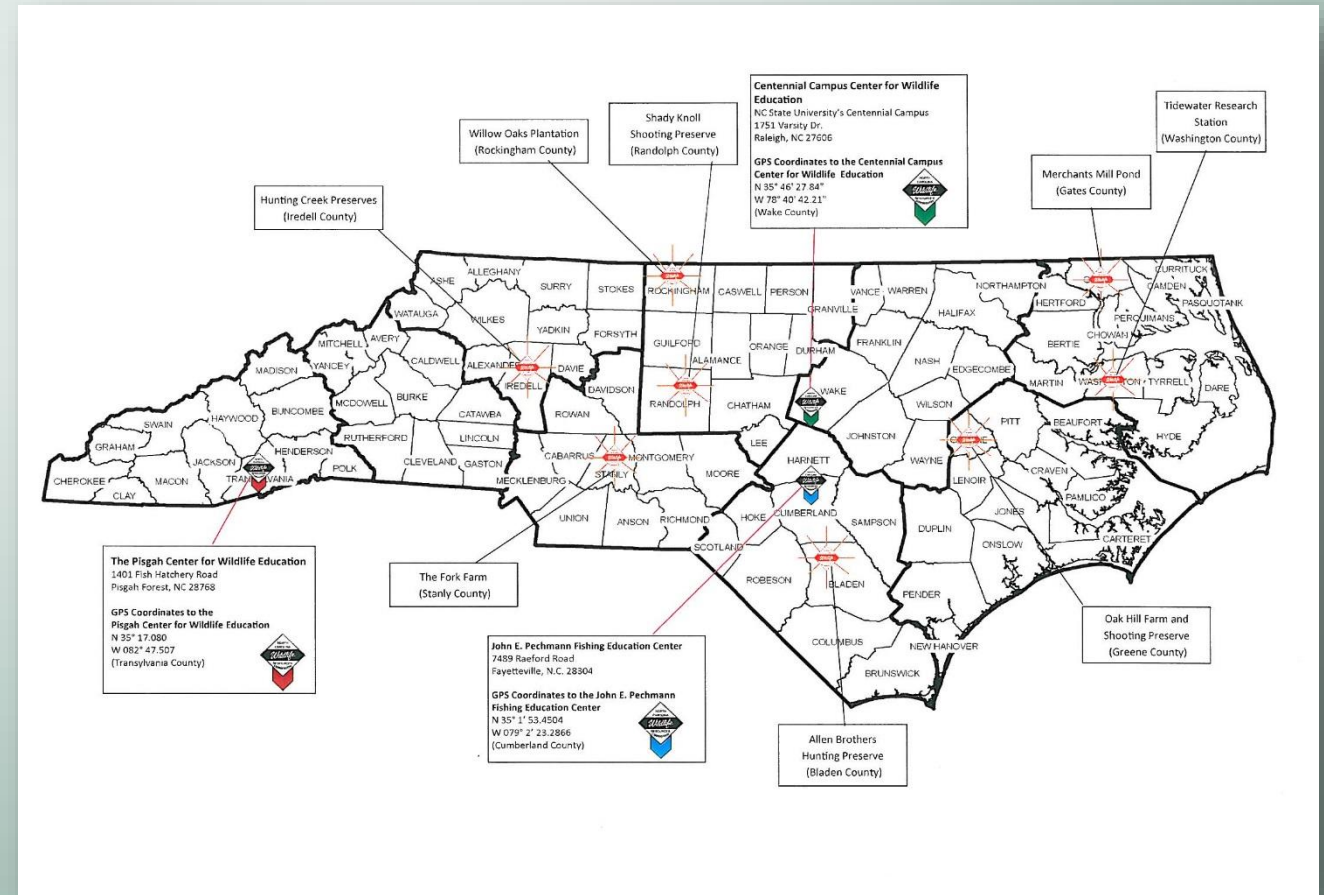 Centennial Campus Center for Wildlife
Education
NC State University's Centennial Campus
1751 Varsity Dr.
Raleigh, NC 27606
GPS Coordinates to the Centennial Campus
Center for Wildlife Education
N 35° 46' 27.84"
W 78° 40' 42.21"
(Wake County)
Tidewater Research
Station
(Washington County)
Shady Knoll
Shooting Preserve
(Randolph County)
Willow Oaks Plantation
(Rockingham County)
Merchants Mill Pond
(Gates County)
Hunting Creek Preserves
(Iredell County)
ASHE
ALLEGHANY
SURRY
STOKES
ROCKINGHAM
CASWELL
PERSON
GRANVILLE
VANCE
WARREN
NORTHAMPTON
HERTFORD
CURRITUCK
CAMDEN
PASQUOTANK
PERQUIMANS
CHOWAN
WATAUGA
WILKES
YADKIN
FORSYTH
GUILFORD
ALAMANCE
ORANGE
DURHAM
FRANKLIN
HALIFAX
NASH
EDGECOMBE
BERTIE
MARTIN
TYRRELL
DARE
MITCHELL
AVERY
YANCEY
CALDWELL
IREDELL
DAVIE
DAVIDSON
RANDOLPH
CHATHAM
WAKE
WILSON
PITT
BEAUFORT
HYDE
MADISON
BUNCOMBE
MCDOWELL
BURKE
CATAWBA
ROWAN
LEE
JOHNSTON
WAYNE
LENOIR
CRAVEN
PAMLICO
SWAIN
HAYWOOD
GRAHAM
JACKSON
HENDERSON
POLK
RUTHERFORD
CLEVELAND
LINCOLN
GASTON
CABARRUS
STANLY
MONTGOMERY
MOORE
HARNETT
CHEROKEE
CLAY
MACON
MECKLENBURG
UNION
ANSON
RICHMOND
HOKE
CUMBERLAND
SAMPSON
DUPLIN
JONES
ONSLOW
CARTERET
SCOTLAND
ROBESON
BLADEN
PENDER
COLUMBUS
NEW HANOVER
BRUNSWICK
The Pisgah Center for Wildlife Education
1401 Fish Hatchery Road
Pisgah Forest, NC 28768
GPS Coordinates to the
Pisgah Center for Wildlife Education
N 35° 17.080
W 082° 47.507
(Transylvania County)
The Fork Farm
(Stanly County)
John E. Pechmann Fishing Education Center
7489 Raeford Road
Fayetteville, N.C. 28304
GPS Coordinates to the John E. Pechmann
Fishing Education Center
N 35° 1' 53.4504
W 079° 2' 23.2866
(Cumberland County)
Oak Hill Farm and
Shooting Preserve
(Greene County)
Allen Brothers
Hunting Preserve
(Bladen County)